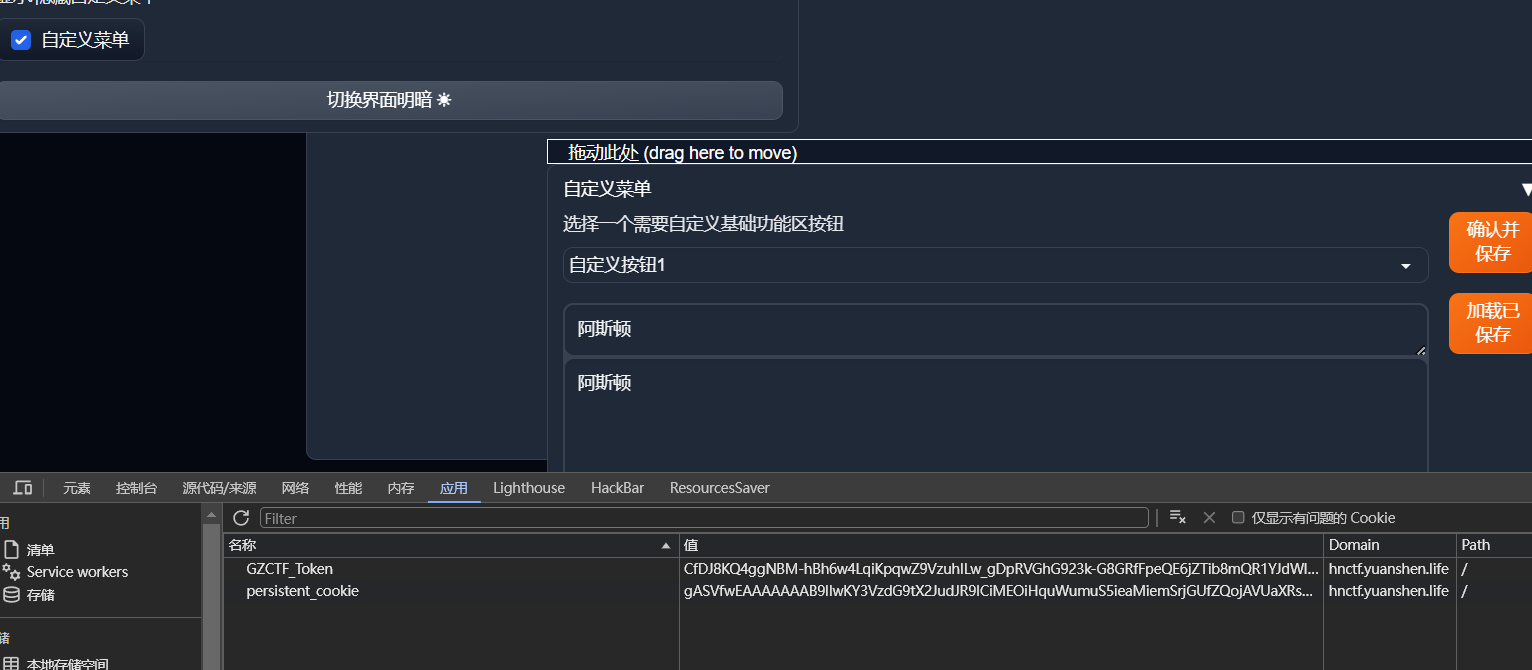 自定义菜单
切换界面明暗 ☀
拖动此处 (drag here to move)
自定义菜单
▼
选择一个需要自定义基础功能区按钮
自定义按钮1
确认并
保存
阿斯顿
加载已
保存
阿斯顿
元素 控制台 源代码/来源 网络 性能 内存 应用 Lighthouse HackBar ResourcesSaver
用
Filter
仅显示有问题的 Cookie
清单
Service workers
存储
储
本地存储空间
名称 值 Domain Path
GZCTF_Token hnctf.yuanshen.life /
persistent_cookie hnctf.yuanshen.life /